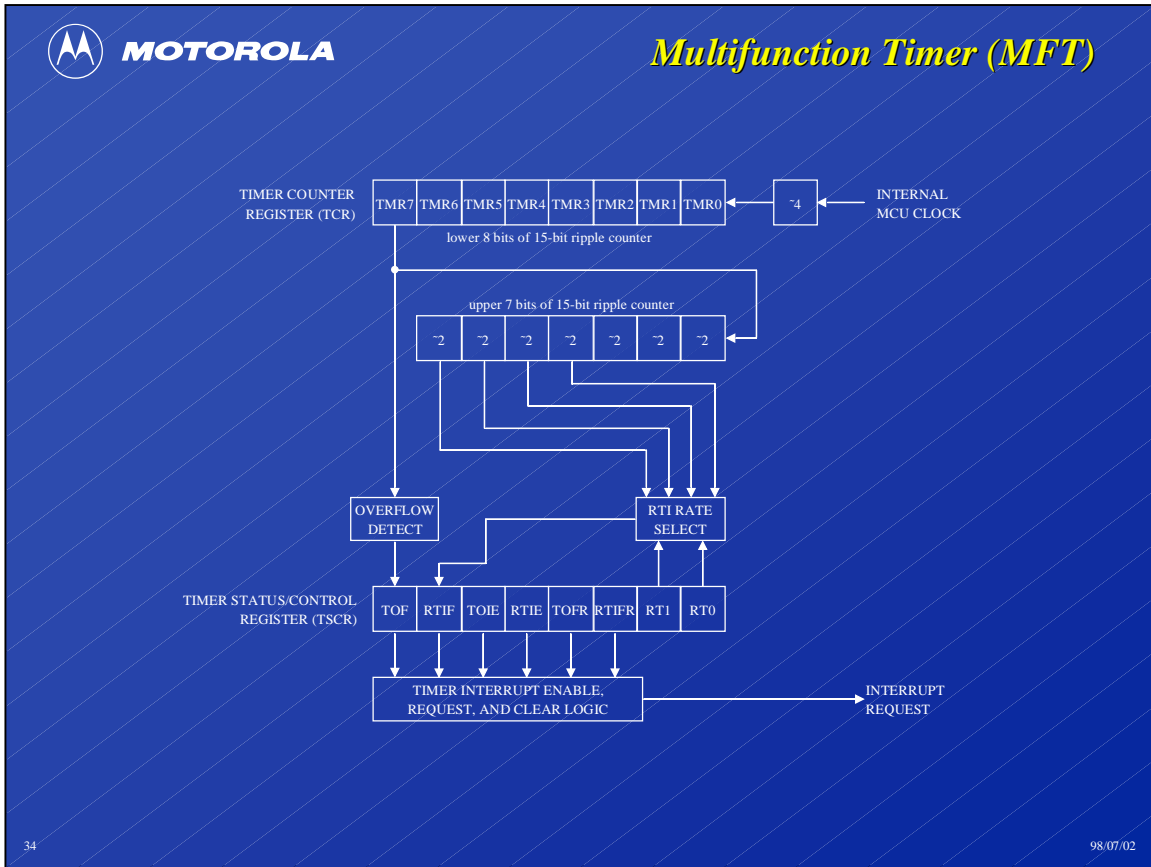 MOTOROLA
Multifunction Timer (MFT)
TIMER COUNTER
REGISTER (TCR)
TMR7 TMR6 TMR5 TMR4 TMR3 TMR2 TMR1 TMR0
˜4
INTERNAL
MCU CLOCK
lower 8 bits of 15-bit ripple counter
upper 7 bits of 15-bit ripple counter
˜2 ˜2 ˜2 ˜2 ˜2 ˜2 ˜2
OVERFLOW
DETECT
RTI RATE
SELECT
TIMER STATUS/CONTROL
REGISTER (TSCR)
TOF RTIF TOIE RTIE TOFR RTIFR RT1 RT0
TIMER INTERRUPT ENABLE,
REQUEST, AND CLEAR LOGIC
INTERRUPT
REQUEST
34
98/07/02